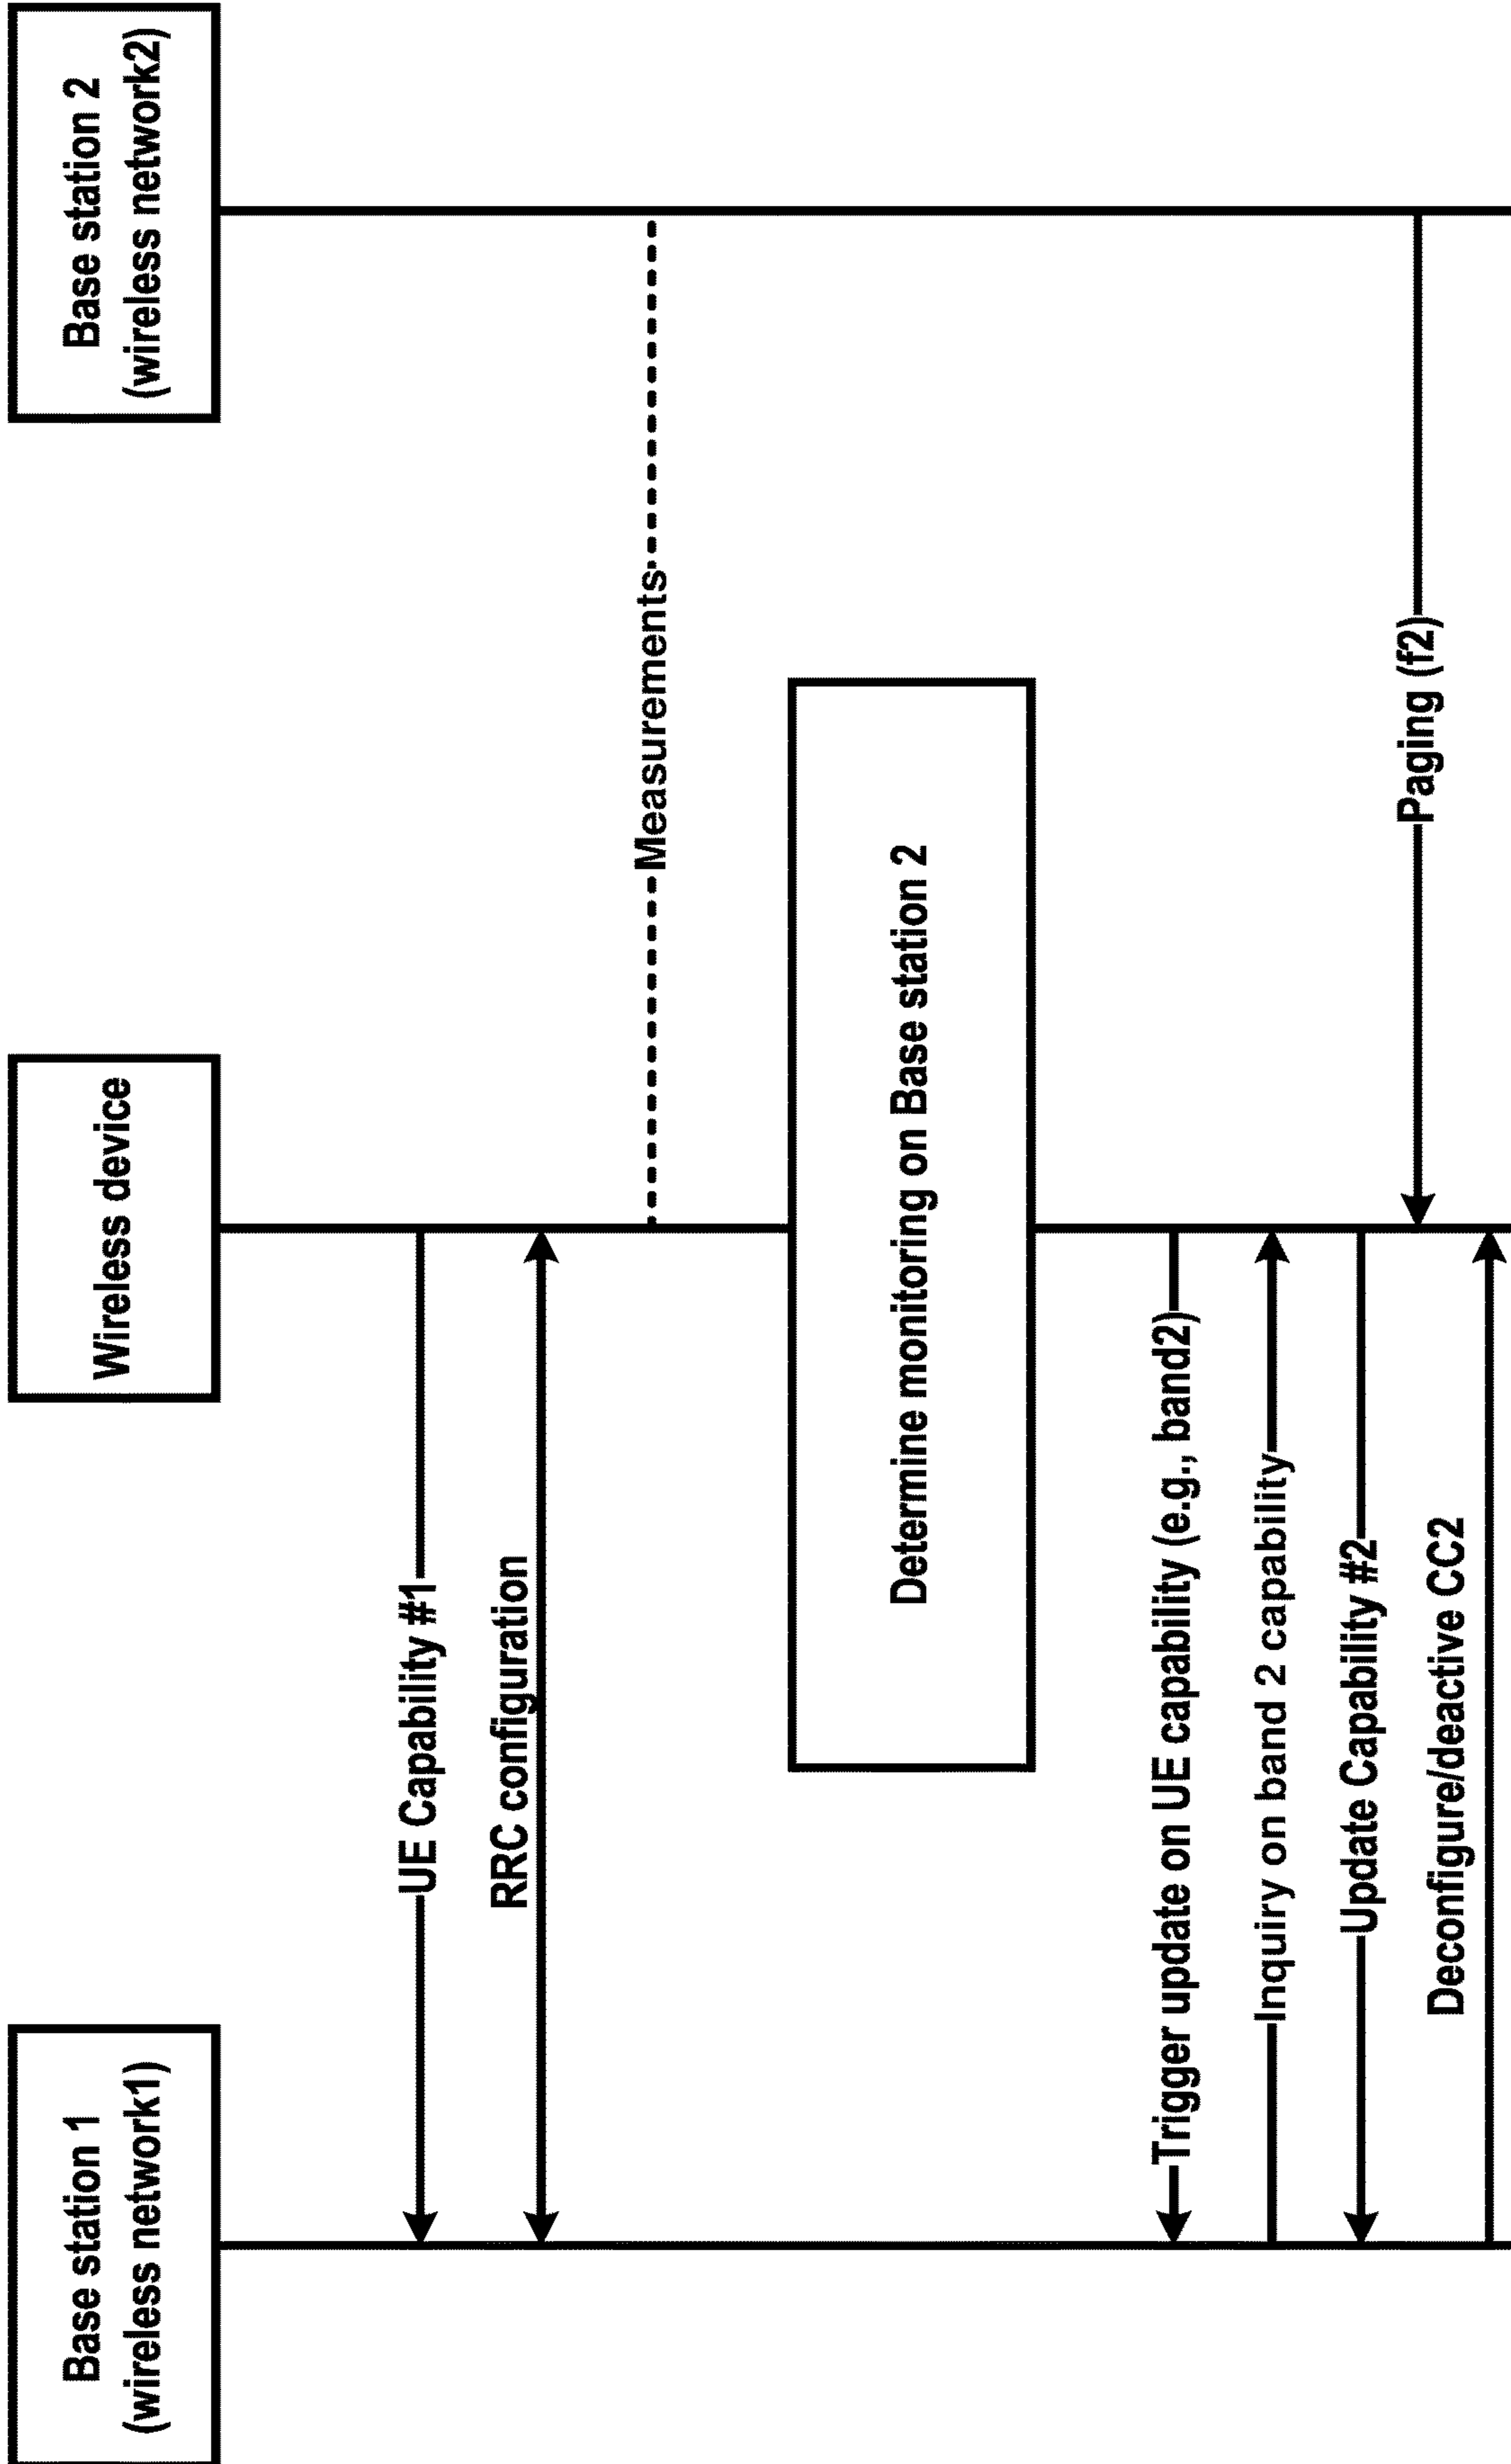 Base station 1
(wireless network1)
Wireless device
Base station 2
(wireless network2)
UE Capability #1
RRC configuration
Measurements
Determine monitoring on Base station 2
Trigger update on UE capability (e.g., band2)
Inquiry on band 2 capability
Update Capability #2
Paging (f2)
Deconfigure/deactive CC2